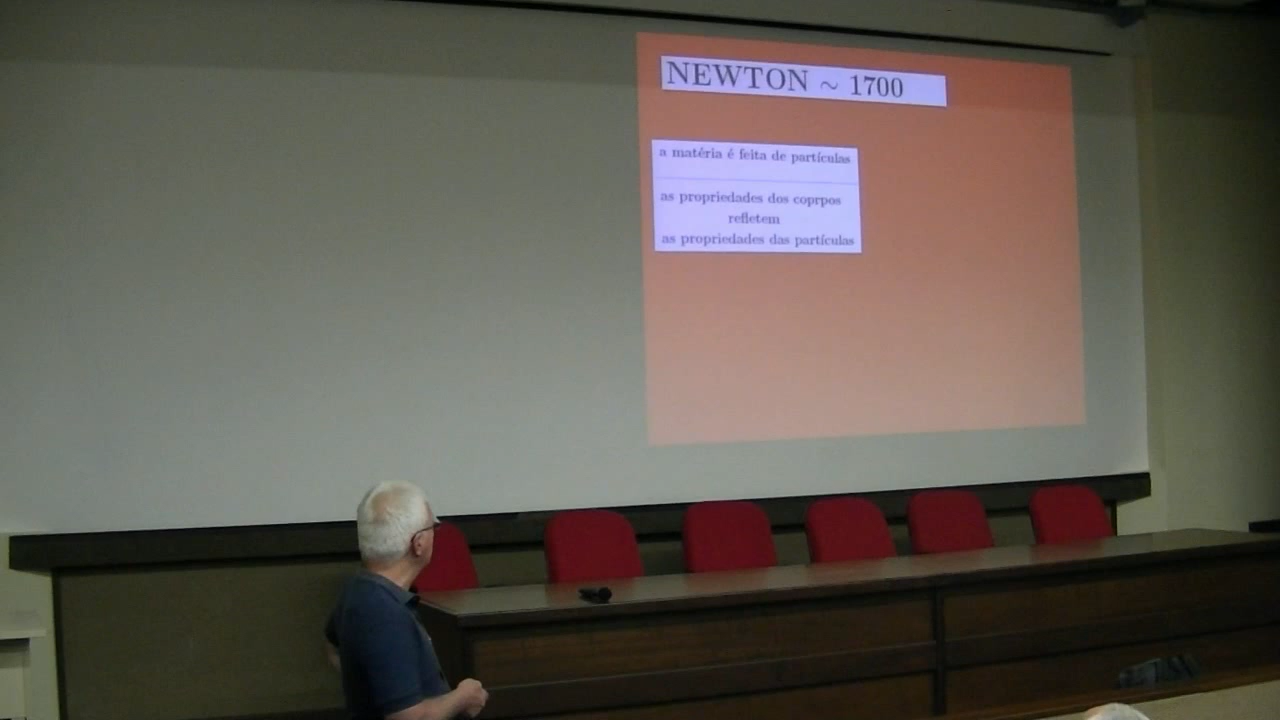 NEWTON ~ 1700
a matéria é feita de partículas
as propriedades dos coprpos
refletem
as propriedades das partículas